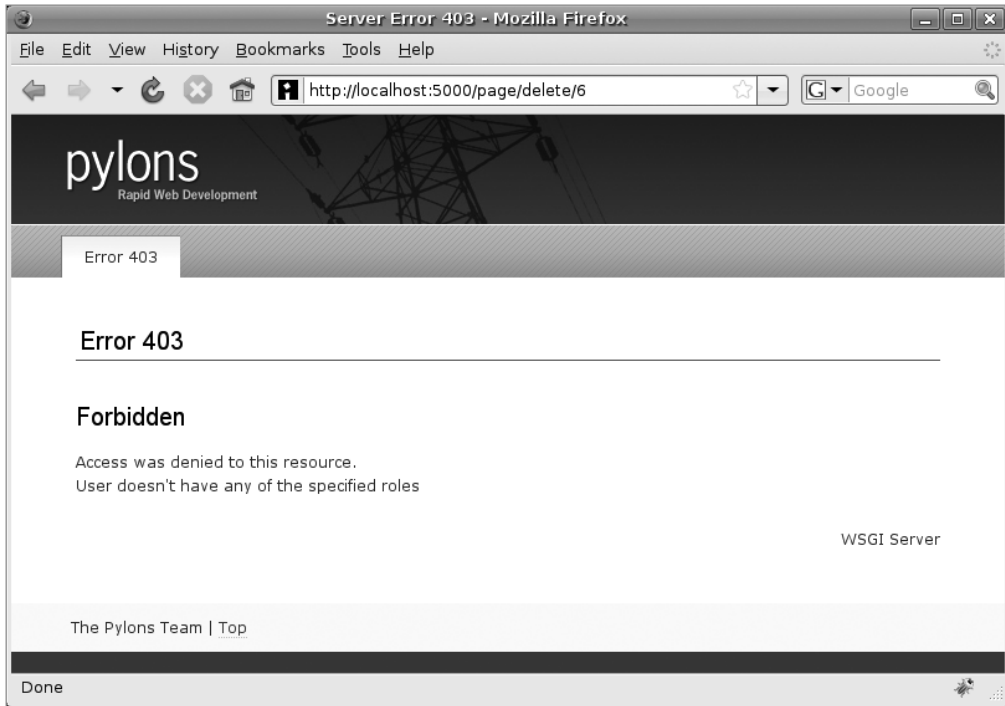 Server Error 403 - Mozilla Firefox
File Edit View History Bookmarks Tools Help
http://localhost:5000/page/delete/6
G Google
pylons
Rapid Web Development
Error 403
Error 403
Forbidden
Access was denied to this resource.
User doesn't have any of the specified roles
WSGI Server
The Pylons Team | Top
Done